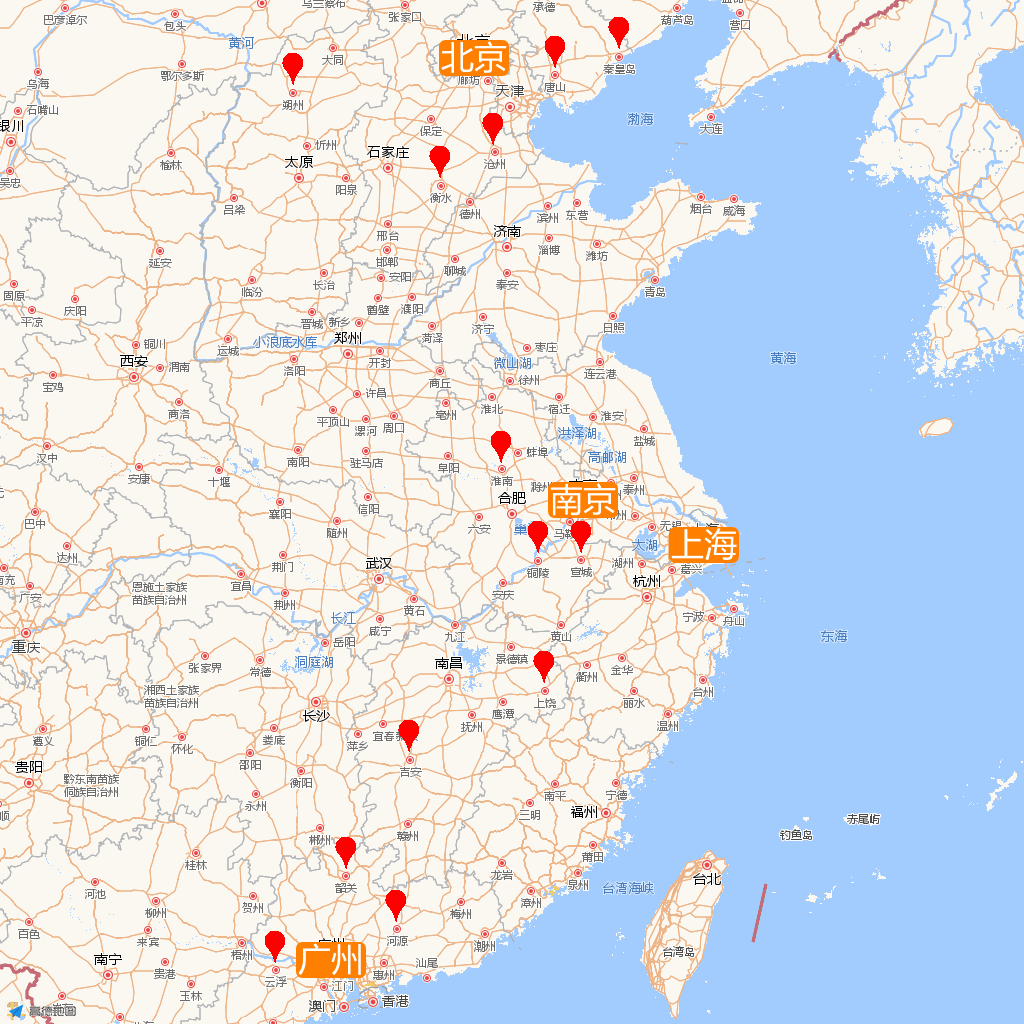 巴彦淖尔
包头
乌兰察布
张家口
承德
葫芦岛
营口
黄河
大同
北京
唐山
秦皇岛
乌海
鄂尔多斯
朔州
廊坊
天津
石嘴山
银川
保定
渤海
大连
忻州
沧州
吴忠
榆林
太原
石家庄
阳泉
衡水
吕梁
德州
滨州
东营
烟台
威海
邢台
济南
淄博
潍坊
延安
邯郸
聊城
固原
临汾
长治
安阳
泰安
青岛
庆阳
平凉
晋城
新乡
鹤壁
濮阳
菏泽
济宁
日照
铜川
运城
小浪底水库
郑州
枣庄
西安
渭南
洛阳
开封
微山湖
黄海
宝鸡
商丘
徐州
连云港
商洛
许昌
平顶山
亳州
淮北
宿迁
淮安
漯河
周口
洪泽湖
盐城
汉中
南阳
驻马店
阜阳
蚌埠
高邮湖
安康
十堰
淮南
滁州
泰州
巴中
襄阳
信阳
合肥
南京
随州
六安
无锡
上海
达州
武汉
铜陵
宣城
太湖
湖州
嘉兴
南充
广安
恩施土家族
苗族自治州
宜昌
荆门
杭州
荆州
黄石
安庆
长江
咸宁
九江
黄山
宁波
舟山
重庆
岳阳
东海
张家界
常德
洞庭湖
南昌
景德镇
衢州
金华
湘西土家族
苗族自治州
上饶
丽水
台州
长沙
鹰潭
抚州
温州
遵义
铜仁
怀化
娄底
萍乡
宜春
吉安
贵阳
邵阳
黔东南苗族
侗族自治州
衡阳
南平
宁德
永州
三明
福州
赤尾屿
郴州
赣州
钓鱼岛
桂林
韶关
龙岩
莆田
河池
泉州
台湾海峡
台北
柳州
贺州
梅州
漳州
百色
来宾
河源
潮州
广州
梧州
台湾岛
南宁
贵港
云浮
惠州
汕尾
玉林
江门
澳门
香港
北海
高德地图